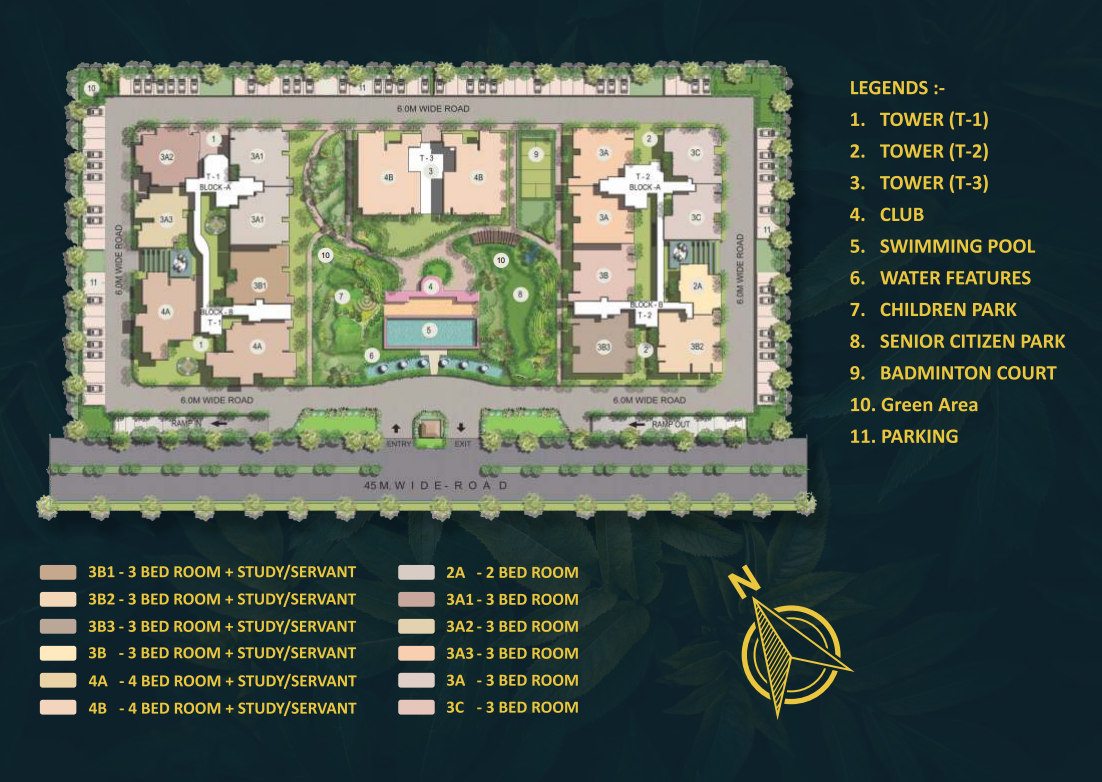 10
11
6.0M WIDE ROAD
LEGENDS :-
1. TOWER (T-1)
2. TOWER (T-2)
3. TOWER (T-3)
4. CLUB
5. SWIMMING POOL
6. WATER FEATURES
7. CHILDREN PARK
8. SENIOR CITIZEN PARK
9. BADMINTON COURT
10. Green Area
11. PARKING
3A2
1
3A1
T - 1
BLOCK-A
3A3
3A1
3B1
4A
BLOCK - B
T - 1
1
4A
T - 3
3
4B
4B
9
3A
2
3C
T - 2
BLOCK -A
3A
3C
3B
2A
BLOCK - B
T - 2
3B3
2
3B2
10
10
4
7
8
5
6
11
11
6.0M WIDE ROAD
6.0M WIDE ROAD
6.0M WIDE ROAD
6.0M WIDE ROAD
RAMP IN
ENTRY
EXIT
RAMP OUT
45 M. W I D E - R O A D
3B1 - 3 BED ROOM + STUDY/SERVANT
3B2 - 3 BED ROOM + STUDY/SERVANT
3B3 - 3 BED ROOM + STUDY/SERVANT
3B - 3 BED ROOM + STUDY/SERVANT
4A - 4 BED ROOM + STUDY/SERVANT
4B - 4 BED ROOM + STUDY/SERVANT
2A - 2 BED ROOM
3A1 - 3 BED ROOM
3A2 - 3 BED ROOM
3A3 - 3 BED ROOM
3A - 3 BED ROOM
3C - 3 BED ROOM
N